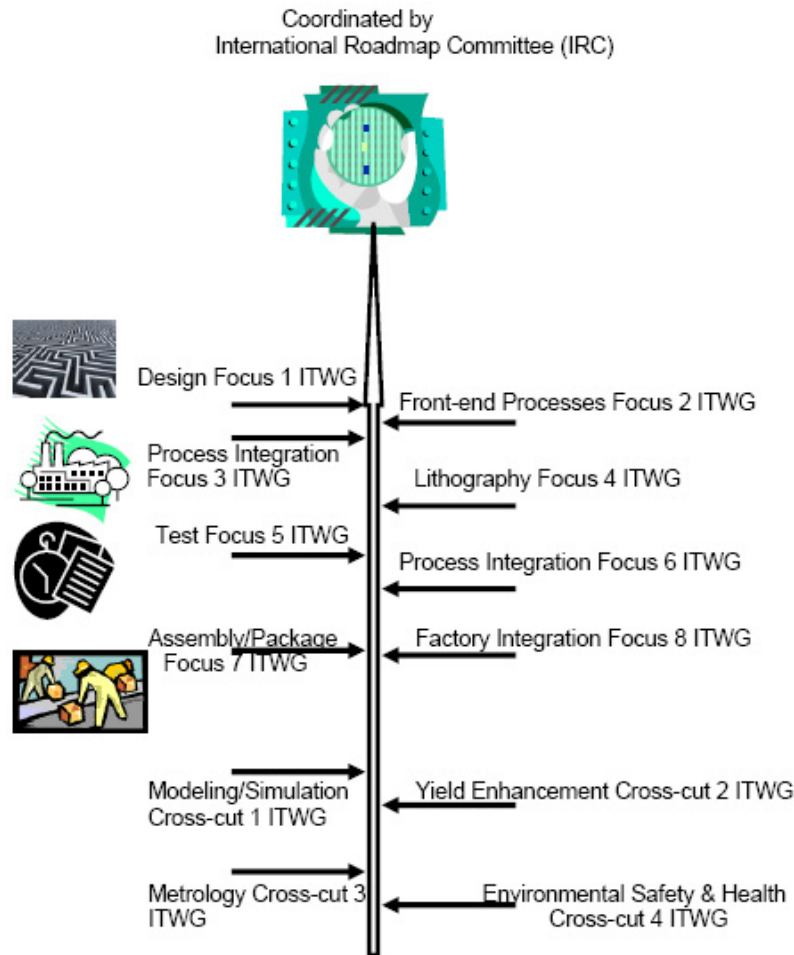 Coordinated by
International Roadmap Committee (IRC)
Design Focus 1 ITWG
Front-end Processes Focus 2 ITWG
Process Integration
Focus 3 ITWG
Lithography Focus 4 ITWG
Test Focus 5 ITWG
Process Integration Focus 6 ITWG
Assembly/Package
Focus 7 ITWG
Factory Integration Focus 8 ITWG
Modeling/Simulation
Cross-cut 1 ITWG
Yield Enhancement Cross-cut 2 ITWG
Metrology Cross-cut 3
ITWG
Environmental Safety & Health
Cross-cut 4 ITWG